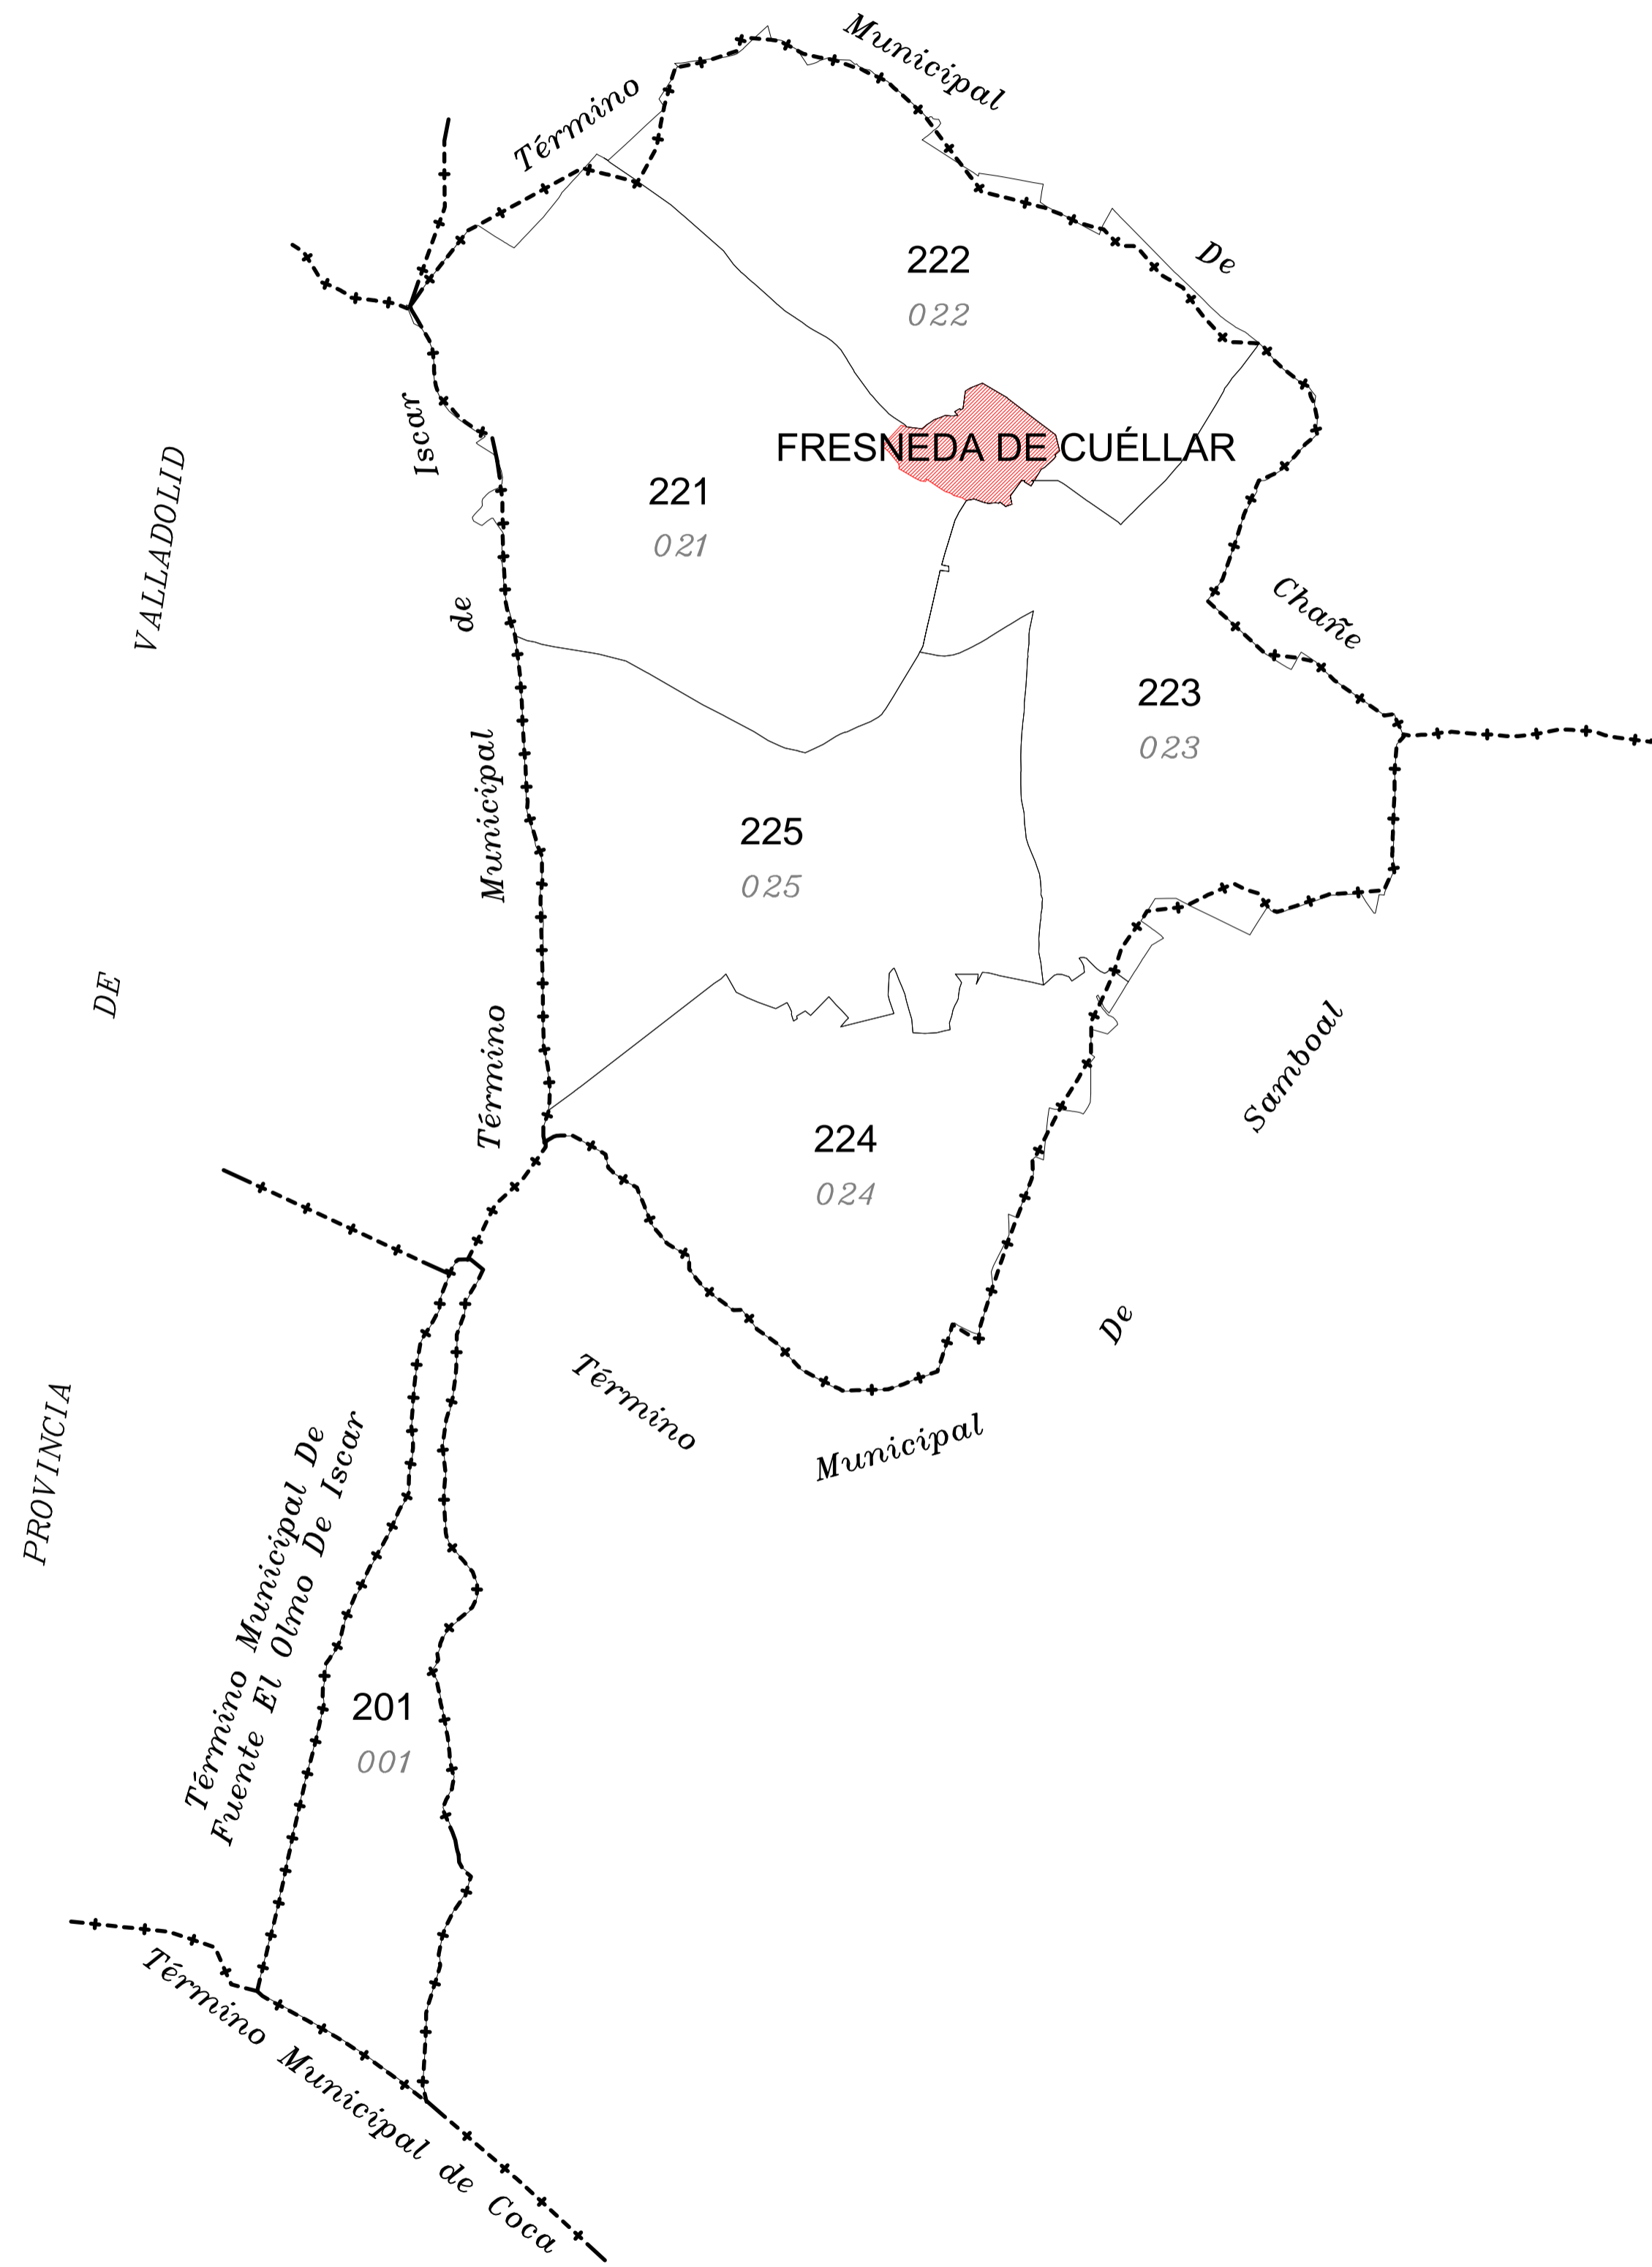 Término Municipal De Chañe
222
022
FRESNEDA DE CUÉLLAR
221
021
Término Municipal de Iscar
PROVINCIA DE VALLADOLID
223
023
225
025
224
024
Término Municipal De Samboal
Término Municipal De
Fuente El Olmo De Iscar
201
001
Término Municipal de Coca